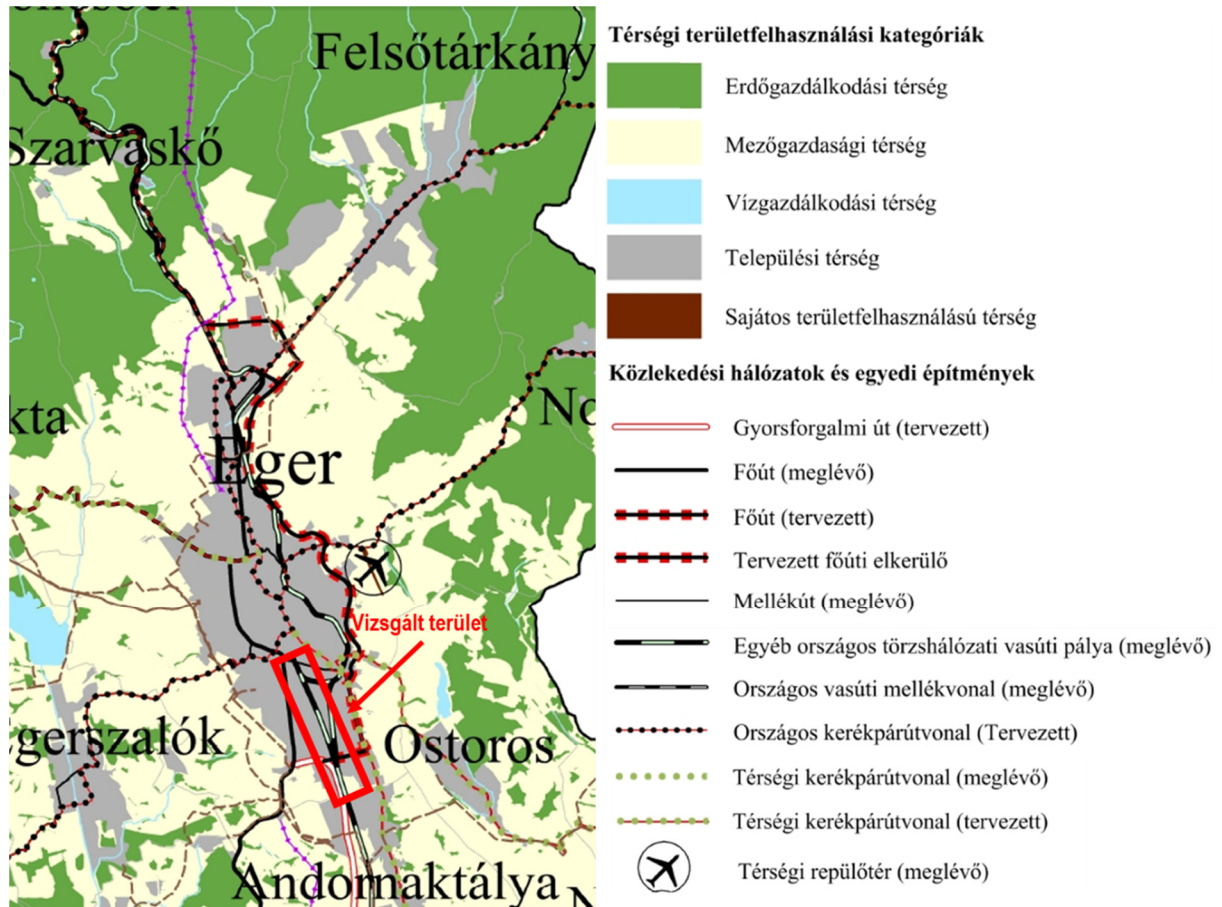 Felsőtárkány
Szarvaskő
kta
No
Eger
Vizsgált terület
gerszalók
Ostoros
Andornaktálya
N
Térségi területfelhasználási kategóriák
Erdőgazdálkodási térség
Mezőgazdasági térség
Vízgazdálkodási térség
Települési térség
Sajátos területfelhasználású térség
Közlekedési hálózatok és egyedi építmények
Gyorsforgalmi út (tervezett)
Főút (meglévő)
Főút (tervezett)
Tervezett főúti elkerülő
Mellékút (meglévő)
Egyéb országos törzshálózati vasúti pálya (meglévő)
Országos vasúti mellékvonal (meglévő)
Országos kerékpárútvonal (Tervezett)
Térségi kerékpárútvonal (meglévő)
Térségi kerékpárútvonal (tervezett)
Térségi repülőtér (meglévő)